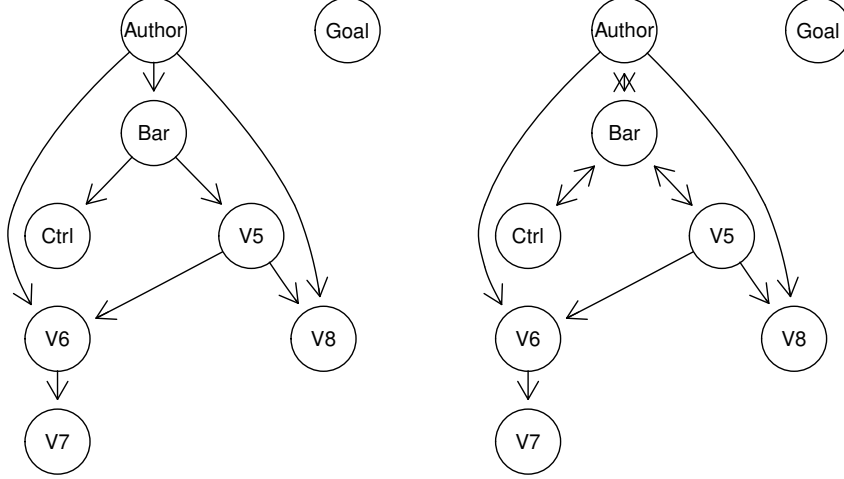 Author
Goal
Bar
Ctrl
V5
V6
V8
V7
Author
Goal
Bar
Ctrl
V5
V6
V8
V7